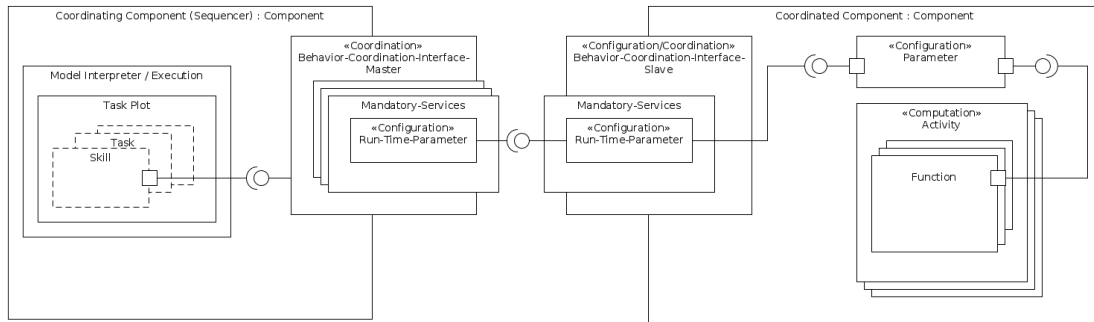 Coordinating Component (Sequencer) : Component
Model Interpreter / Execution
Task Plot
Task
Skill
«Coordination»
Behavior-Coordination-Interface-
Master
Mandatory-Services
«Configuration»
Run-Time-Parameter
Coordinated Component : Component
«Configuration/Coordination»
Behavior-Coordination-Interface-
Slave
Mandatory-Services
«Configuration»
Run-Time-Parameter
«Configuration»
Parameter
«Computation»
Activity
Function